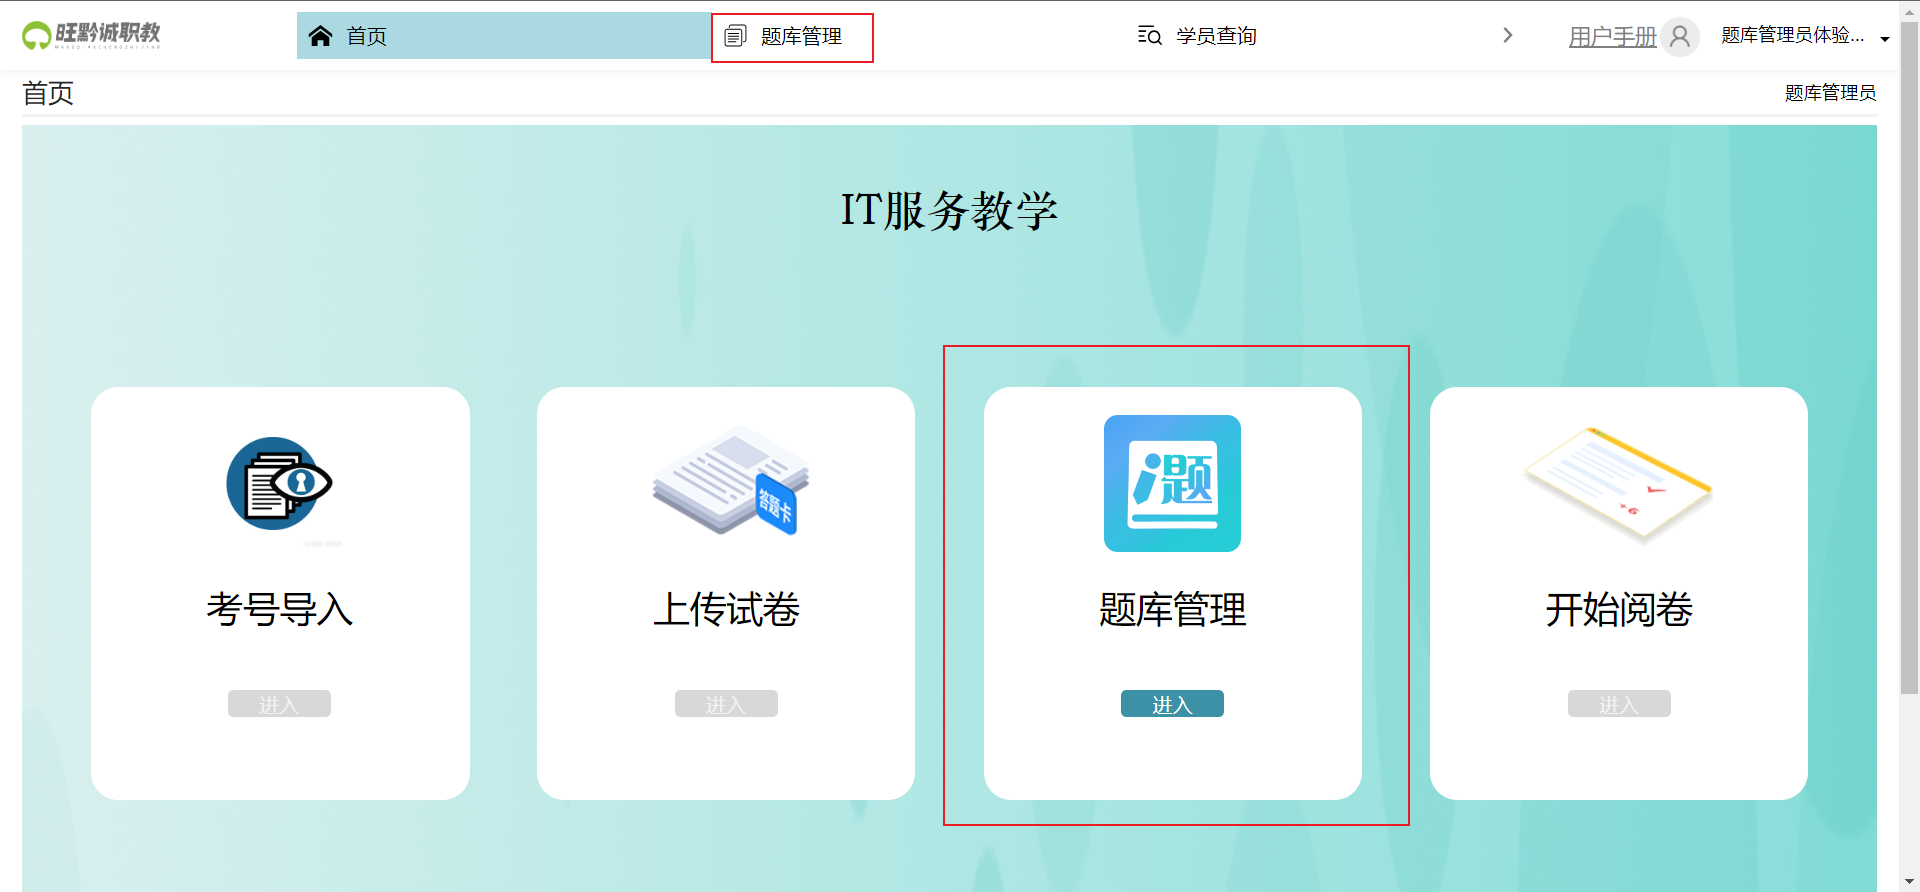 旺黔诚职教
首页
题库管理
学员查询
用户手册
题库管理员体验...
首页
题库管理员
IT服务教学
答题卡
题
+6
考号导入
上传试卷
题库管理
开始阅卷
进入
进入
进入
进入